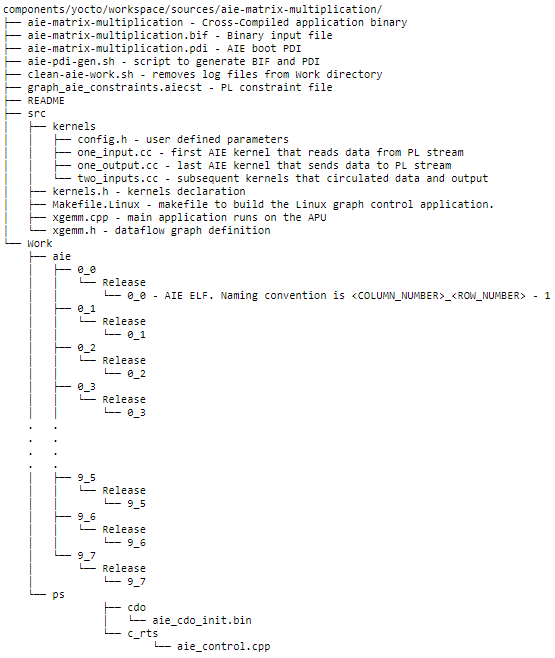 components/yocto/workspace/sources/aie-matrix-multiplication/
├── aie-matrix-multiplication - Cross-Compiled application binary
├── aie-matrix-multiplication.bif - Binary input file
├── aie-matrix-multiplication.pdi - AIE boot PDI
├── aie-pdi-gen.sh - script to generate BIF and PDI
├── clean-aie-work.sh - removes log files from Work directory
├── graph_aie_constraints.aiecst - PL constraint file
├── README
├── src
│   ├── kernels
│   │   ├── config.h - user defined parameters
│   │   ├── one_input.cc - first AIE kernel that reads data from PL stream
│   │   ├── one_output.cc - last AIE kernel that sends data to PL stream
│   │   └── two_inputs.cc - subsequent kernels that circulated data and output
│   ├── kernels.h - kernels declaration
│   ├── Makefile.Linux - makefile to build the Linux graph control application.
│   ├── xgemm.cpp - main application runs on the APU
│   └── xgemm.h - dataflow graph definition
└── Work
    ├── aie
    │   ├── 0_0
    │   │   └── Release
    │   │       └── 0_0 - AIE ELF. Naming convention is <COLUMN_NUMBER>_<ROW_NUMBER> - 1
    │   ├── 0_1
    │   │   └── Release
    │   │       └── 0_1
    │   ├── 0_2
    │   │   └── Release
    │   │       └── 0_2
    │   ├── 0_3
    │   │   └── Release
    │   │       └── 0_3
    .   .
    .   .
    .   .
    .   .
    │   ├── 9_5
    │   │   └── Release
    │   │       └── 9_5
    │   ├── 9_6
    │   │   └── Release
    │   │       └── 9_6
    │   └── 9_7
    │       └── Release
    │           └── 9_7
    └── ps
                ├── cdo
                │   └── aie_cdo_init.bin
                └── c_rts
                    └── aie_control.cpp